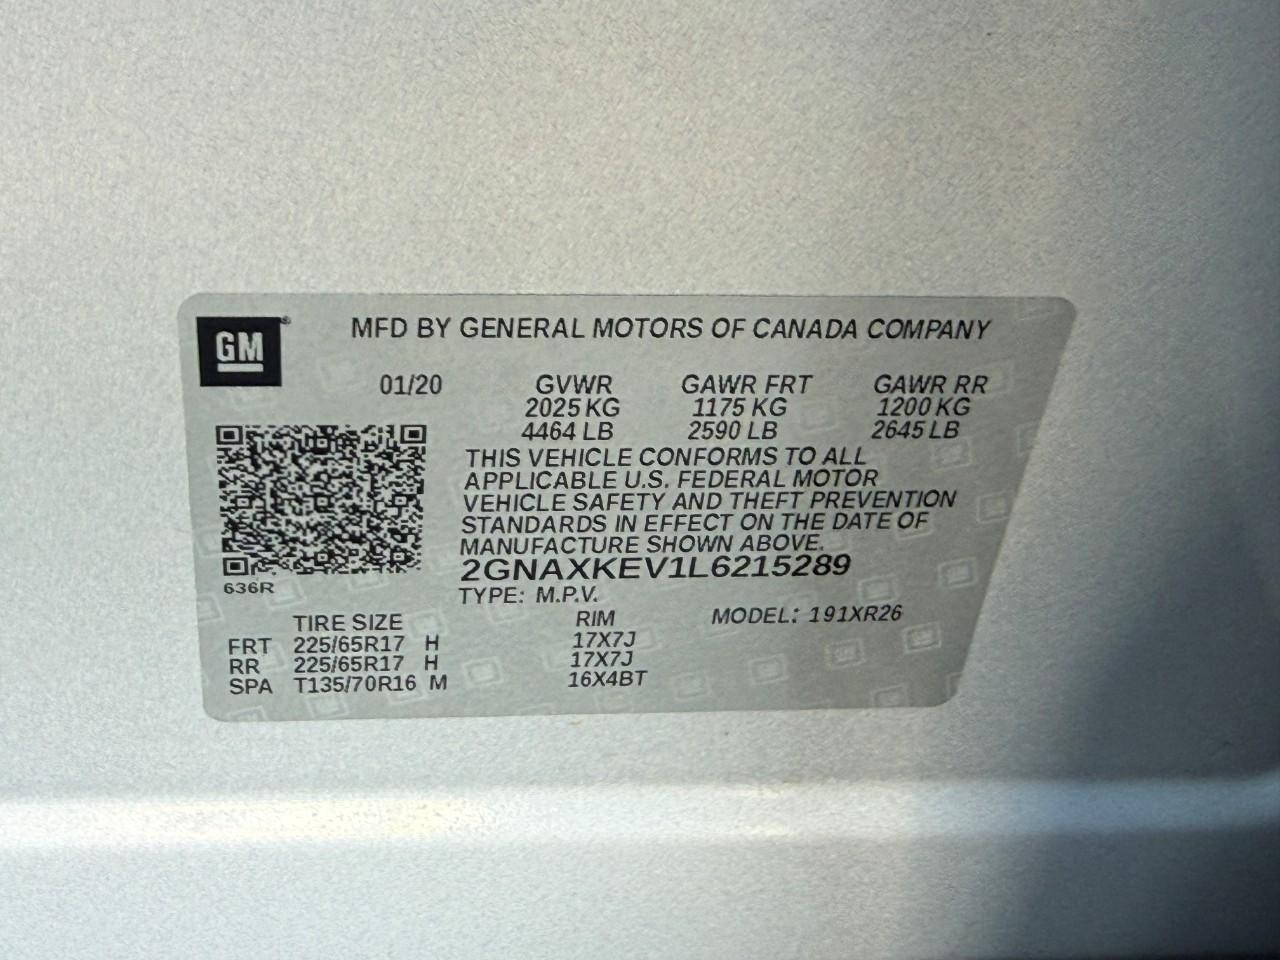 GM
MFD BY GENERAL MOTORS OF CANADA COMPANY
01/20 GVWR GAWR FRT GAWR RR
2025 KG 1175 KG 1200 KG
4464 LB 2590 LB 2645 LB
THIS VEHICLE CONFORMS TO ALL
APPLICABLE U.S. FEDERAL MOTOR
VEHICLE SAFETY AND THEFT PREVENTION
STANDARDS IN EFFECT ON THE DATE OF
MANUFACTURE SHOWN ABOVE.
2GNAXKEV1L6215289
636R
TYPE: M.P.V.
TIRE SIZE RIM MODEL: 191XR26
FRT 225/65R17 H 17X7J
RR 225/65R17 H 17X7J
SPA T135/70R16 M 16X4BT